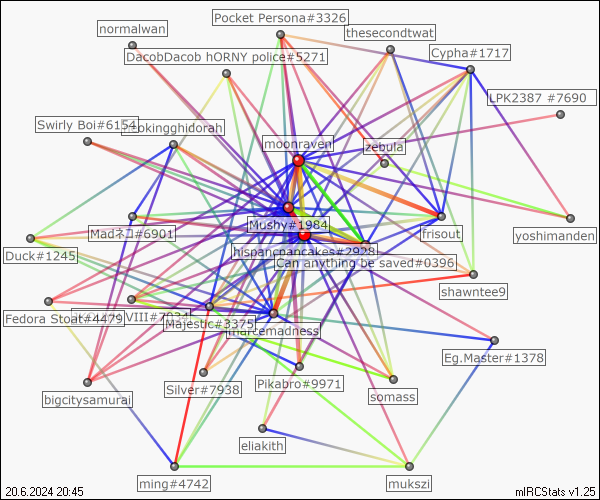 Pocket Persona#3326
normalwan
thesecondtwat
DacobDacob hORNY police#5271
Cypha#1717
LPK2387 #7690
Swirly Boi#6154
okingghidorah
moonraven
zebula
Mushy#1984
Madネコ#6901
frisout
yoshimanden
Duck#1245
hispancpancakes#2928
Can anything be saved#0396
shawntee9
Fedora Stoat#4479
VIII#7034
Majestic#3375
marcemadness
Eg.Master#1378
Silver#7938
Pikabro#9971
somass
bigcitysamurai
eliakith
ming#4742
mukszi
20.6.2024 20:45
mIRCStats v1.25